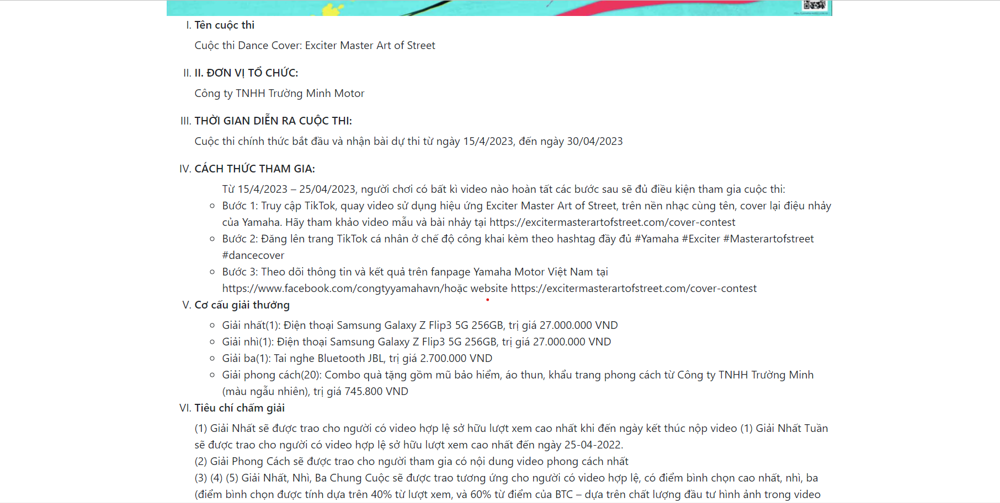 I. Tên cuộc thi
Cuộc thi Dance Cover: Exciter Master Art of Street
II. II. ĐƠN VỊ TỔ CHỨC:
Công ty TNHH Trường Minh Motor
III. THỜI GIAN DIỄN RA CUỘC THI:
Cuộc thi chính thức bắt đầu và nhận bài dự thi từ ngày 15/4/2023, đến ngày 30/04/2023
IV. CÁCH THỨC THAM GIA:
Từ 15/4/2023 – 25/04/2023, người chơi có bất kì video nào hoàn tất các bước sau sẽ đủ điều kiện tham gia cuộc thi:
Bước 1: Truy cập TikTok, quay video sử dụng hiệu ứng Exciter Master Art of Street, trên nền nhạc cùng tên, cover lại điệu nhảy
của Yamaha. Hãy tham khảo video mẫu và bài nhảy tại https://excitermasterartofstreet.com/cover-contest
Bước 2: Đăng lên trang TikTok cá nhân ở chế độ công khai kèm theo hashtag đầy đủ #Yamaha #Exciter #Masterartofstreet
#dancecover
Bước 3: Theo dõi thông tin và kết quả trên fanpage Yamaha Motor Việt Nam tại
https://www.facebook.com/congtyyamahavn/hoặc website https://excitermasterartofstreet.com/cover-contest
V. Cơ cấu giải thưởng
Giải nhất(1): Điện thoại Samsung Galaxy Z Flip3 5G 256GB, trị giá 27.000.000 VND
Giải nhì(1): Điện thoại Samsung Galaxy Z Flip3 5G 256GB, trị giá 27.000.000 VND
Giải ba(1): Tai nghe Bluetooth JBL, trị giá 2.700.000 VND
Giải phong cách(20): Combo quà tặng gồm mũ bảo hiểm, áo thun, khẩu trang phong cách từ Công ty TNHH Trường Minh
(màu ngẫu nhiên), trị giá 745.800 VND
VI. Tiêu chí chấm giải
(1) Giải Nhất sẽ được trao cho người có video hợp lệ sở hữu lượt xem cao nhất khi đến ngày kết thúc nộp video (1) Giải Nhất Tuần
sẽ được trao cho người có video hợp lệ sở hữu lượt xem cao nhất đến ngày 25-04-2022.
(2) Giải Phong Cách sẽ được trao cho người tham gia có nội dung video phong cách nhất
(3) (4) (5) Giải Nhất, Nhì, Ba Chung Cuộc sẽ được trao tương ứng cho người có video hợp lệ, có điểm bình chọn cao nhất, nhì, ba
(điểm bình chọn được tính dựa trên 40% từ lượt xem, và 60% từ điểm của BTC – dựa trên chất lượng đầu tư hình ảnh trong video